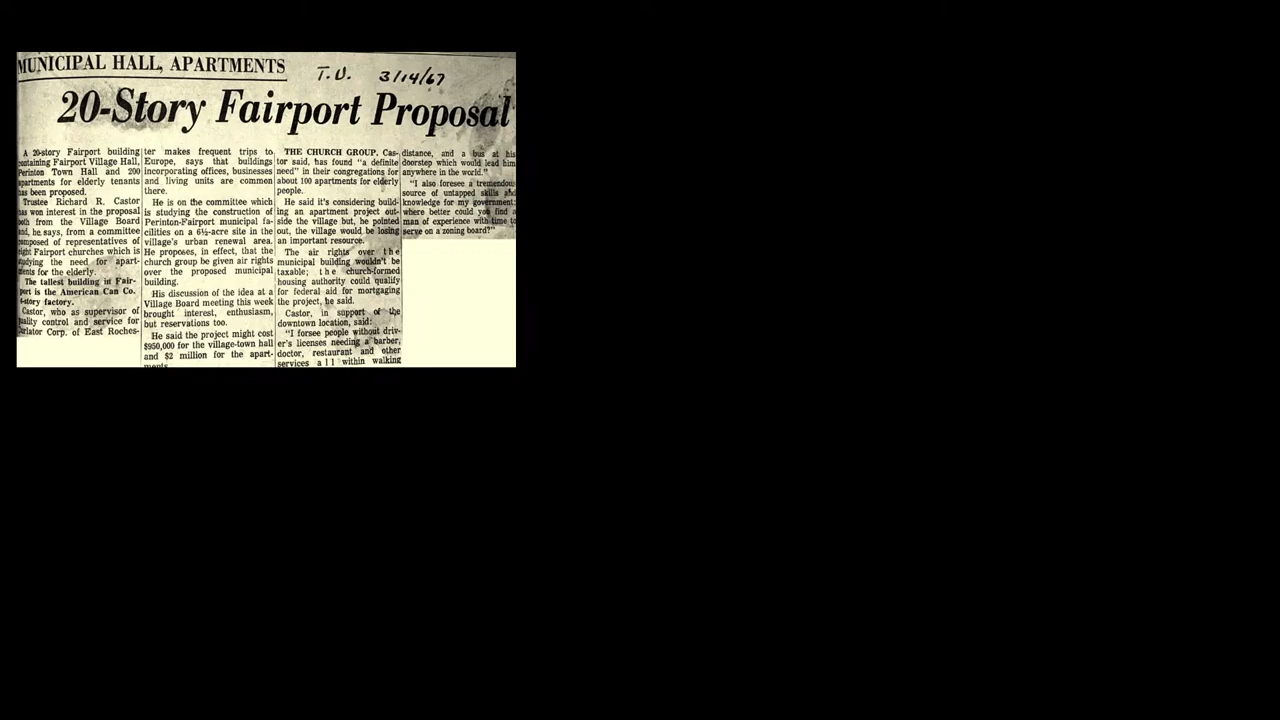 MUNICIPAL HALL, APARTMENTS
T.U. 3/14/67
20-Story Fairport Proposal
A 20-story Fairport building
containing Fairport Village Hall,
Perinton Town Hall and 200
apartments for elderly tenants
has been proposed.
Trustee Richard R. Castor
has won interest in the proposal
both from the Village Board
and, he says, from a committee
composed of representatives of
eight Fairport churches which is
studying the need for apart-
ments for the elderly.
The tallest building in Fair-
port is the American Can Co.
4-story factory.
Castor, who as supervisor of
quality control and service for
Corp. of East Roches-
ter makes frequent trips to
Europe, says that buildings
incorporating offices, businesses
and living units are common
there.
He is on the committee which
is studying the construction of
Perinton-Fairport municipal fa-
cilities on a 6½-acre site in the
village's urban renewal area.
He proposes, in effect, that the
church group be given air rights
over the proposed municipal
building.
His discussion of the idea at a
Village Board meeting this week
brought interest, enthusiasm,
but reservations too.
He said the project might cost
$950,000 for the village-town hall
and $2 million for the apart-
ments.
THE CHURCH GROUP, Cas-
tor said, has found "a definite
need" in their congregations for
about 100 apartments for elderly
people.
He said it's considering build-
ing an apartment project out-
side the village but, he pointed
out, the village would be losing
an important resource.
The air rights over the
municipal building wouldn't be
taxable; the church-formed
housing authority could qualify
for federal aid for mortgaging
the project, he said.
Castor, in support of the
downtown location, said:
"I forsee people without driv-
er's licenses needing a barber,
doctor, restaurant and other
services all within walking
distance, and a bus at his
doorstep which would lead him
anywhere in the world."
"I also foresee a tremendous
source of untapped skills and
knowledge for my government:
where better could you find a
man of experience with time to
serve on a zoning board?"